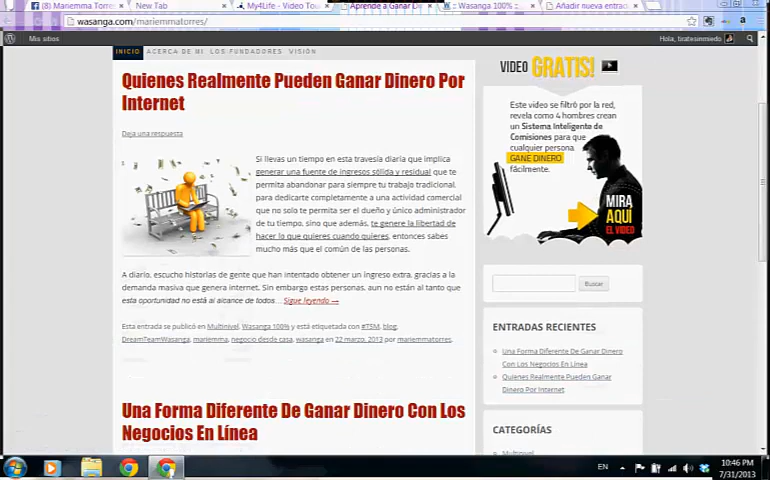 (8) Mariemma Torres
New Tab
My4Life - Video Tou
Aprende a Ganar Di
Wasanga 100% ::
Añadir nueva entrad
wasanga.com/mariemmatorres/
Mis sitios
Hola, tiratesinmiedo
INICIO ACERCA DE MI LOS FUNDADORES VISIÓN
Quienes Realmente Pueden Ganar Dinero Por
Internet
Deja una respuesta
Si llevas un tiempo en esta travesía diaria que implica
generar una fuente de ingresos sólida y residual que te
permita abandonar para siempre tu trabajo tradicional,
para dedicarte completamente a una actividad comercial
que no solo te permita ser el dueño y único administrador
de tu tiempo, sino que además, te genere la libertad de
hacer lo que quieres cuando quieres, entonces sabes
mucho más que el común de las personas.
A diario, escucho historias de gente que han intentado obtener un ingreso extra, gracias a la
demanda masiva que genera internet. Sin embargo estas personas, aun no están al tanto que
esta oportunidad no está al alcance de todos... Sigue leyendo →
Esta entrada se publicó en Multinivel, Wasanga 100% y está etiquetada con #TSM, blog,
DreamTeamWasanga, mariemma, negocio desde casa, wasanga en 22 marzo, 2013 por mariemmatorres.
Una Forma Diferente De Ganar Dinero Con Los
Negocios En Línea
VIDEO GRATIS!
Este video se filtró por la red,
revela como 4 hombres crean
un Sistema Inteligente de
Comisiones para que
cualquier persona
GANE DINERO
fácilmente.
MIRA
AQUI
EL VIDEO
Buscar
ENTRADAS RECIENTES
Una Forma Diferente De Ganar Dinero
Con Los Negocios En Línea
Quienes Realmente Pueden Ganar
Dinero Por Internet
CATEGORÍAS
Multinivel
EN
10:46 PM
7/31/2013